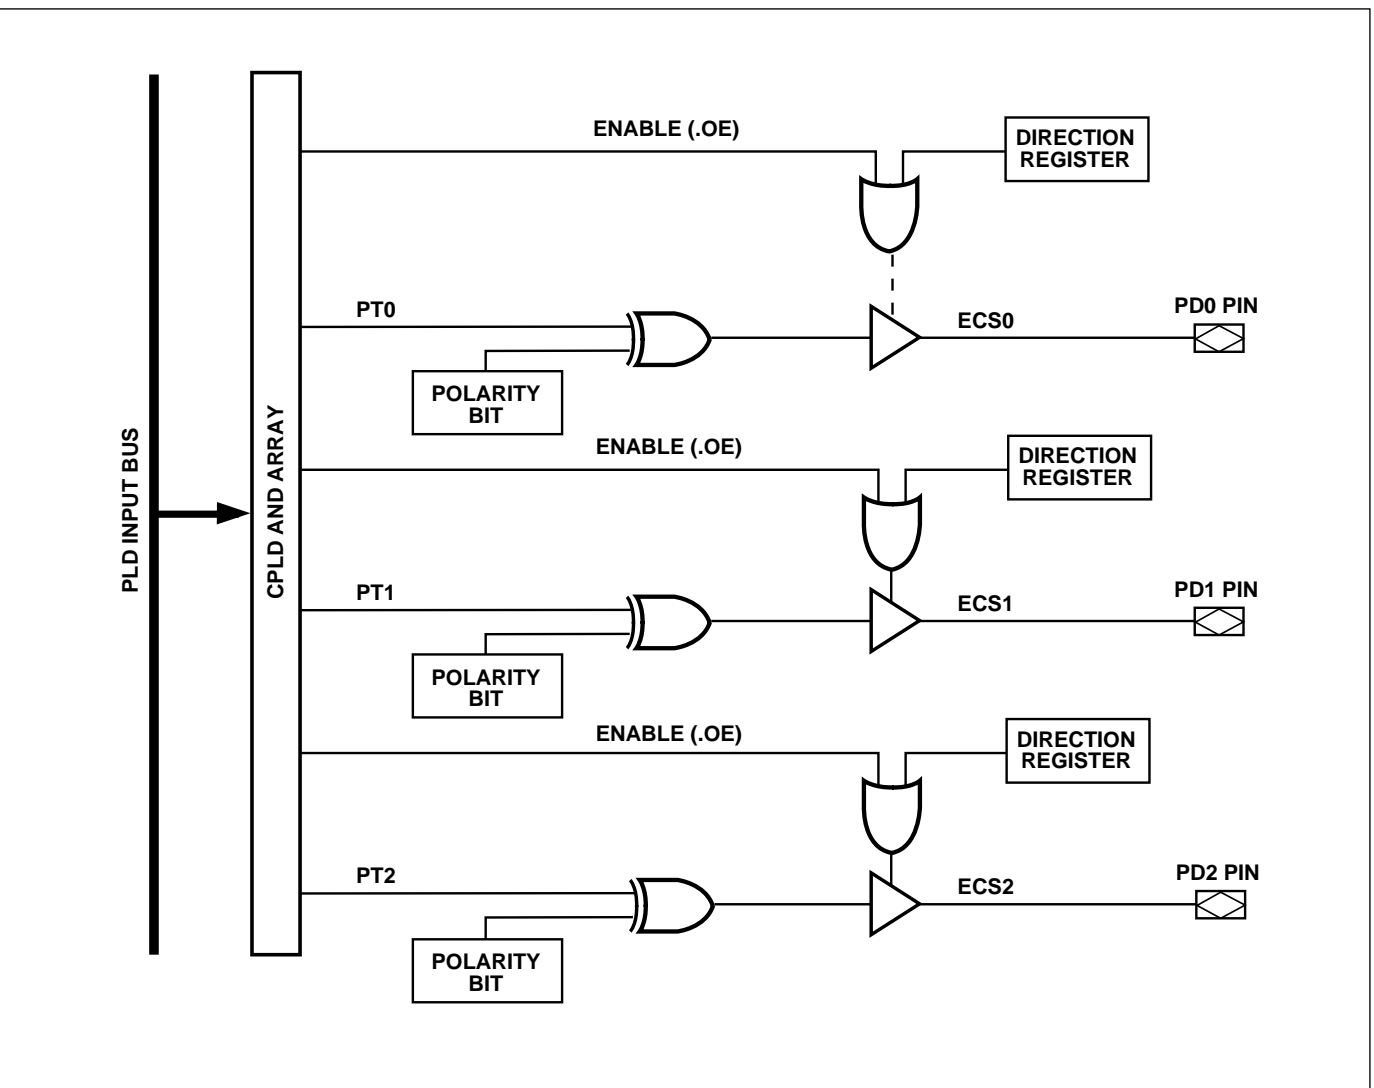 ENABLE (.OE)
DIRECTION
REGISTER
PT0
ECS0
PD0 PIN
POLARITY
BIT
ENABLE (.OE)
DIRECTION
REGISTER
PLD INPUT BUS
CPLD AND ARRAY
PT1
ECS1
PD1 PIN
POLARITY
BIT
ENABLE (.OE)
DIRECTION
REGISTER
PT2
ECS2
PD2 PIN
POLARITY
BIT